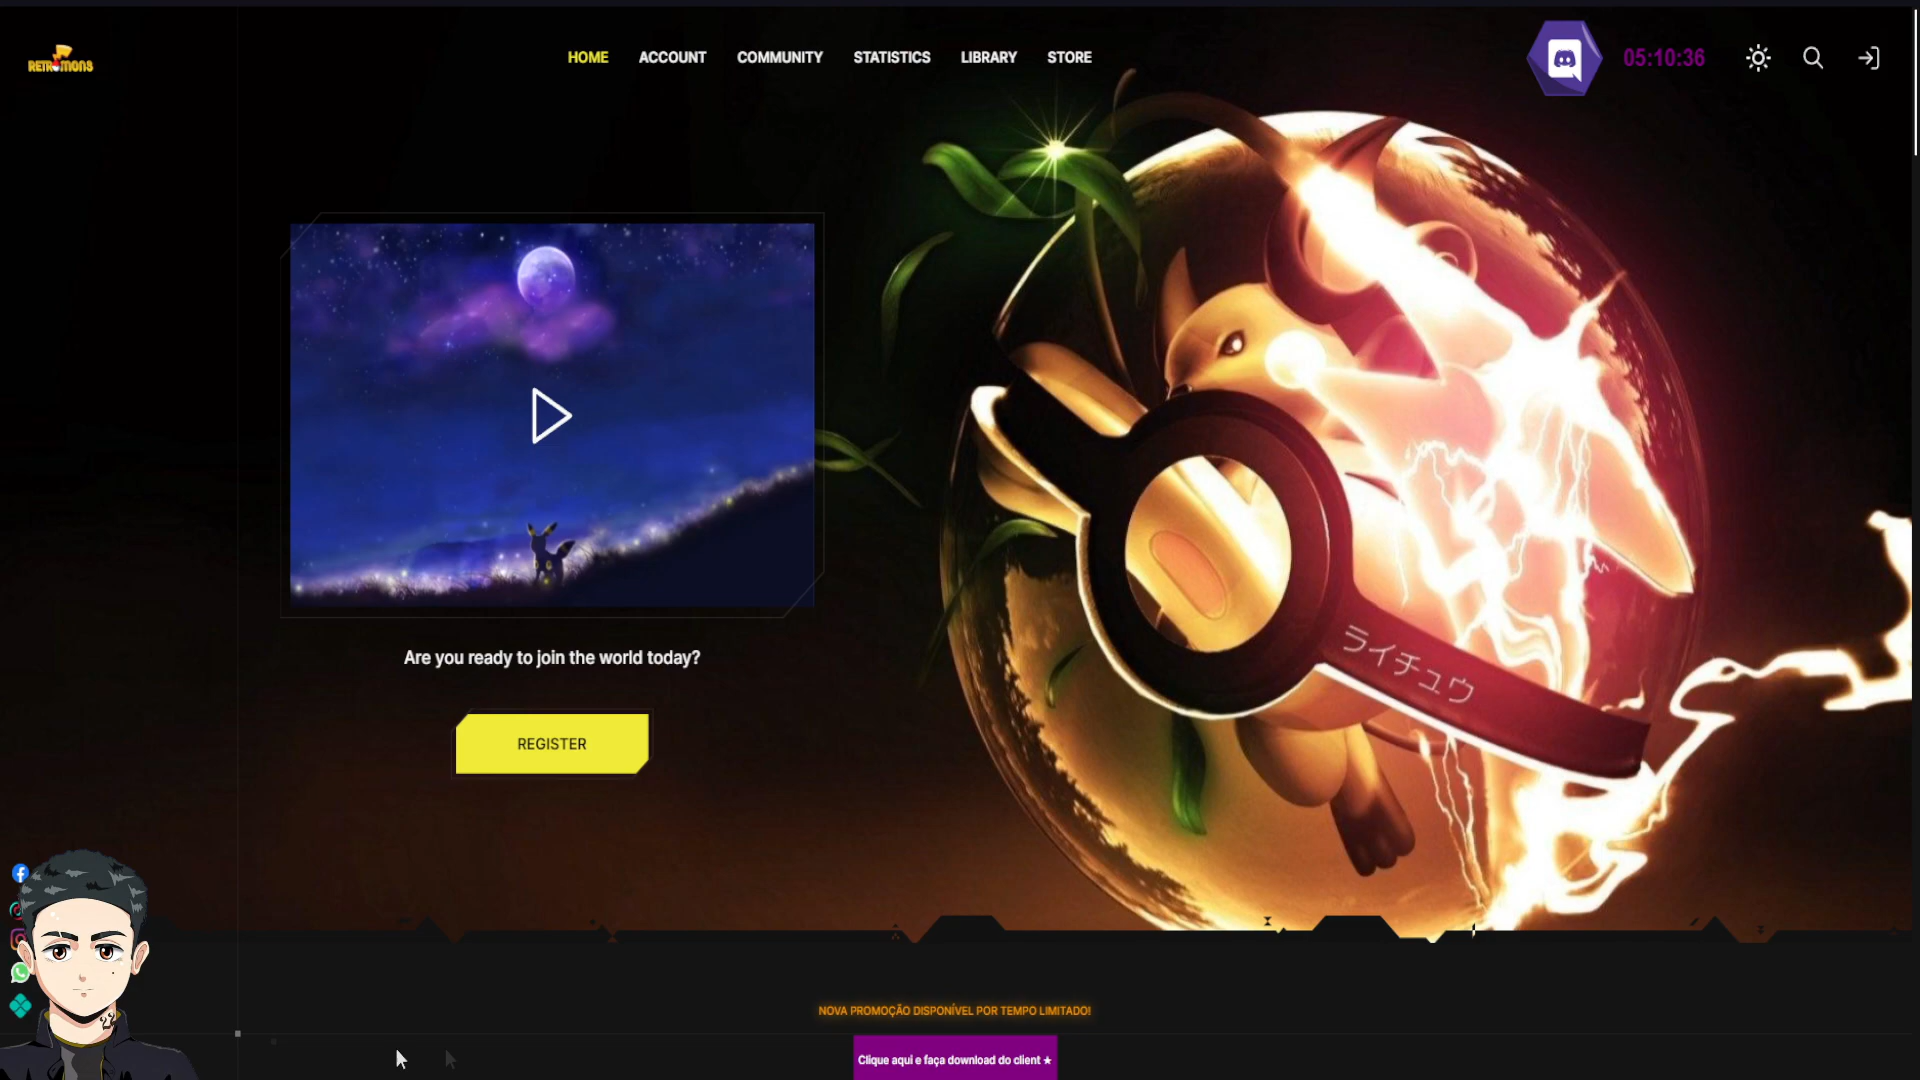 RETROMONS
HOME
ACCOUNT
COMMUNITY
STATISTICS
LIBRARY
STORE
05:10:36
ライチュウ
Are you ready to join the world today?
REGISTER
NOVA PROMOÇÃO DISPONÍVEL POR TEMPO LIMITADO!
Clique aqui e faça download do client ★